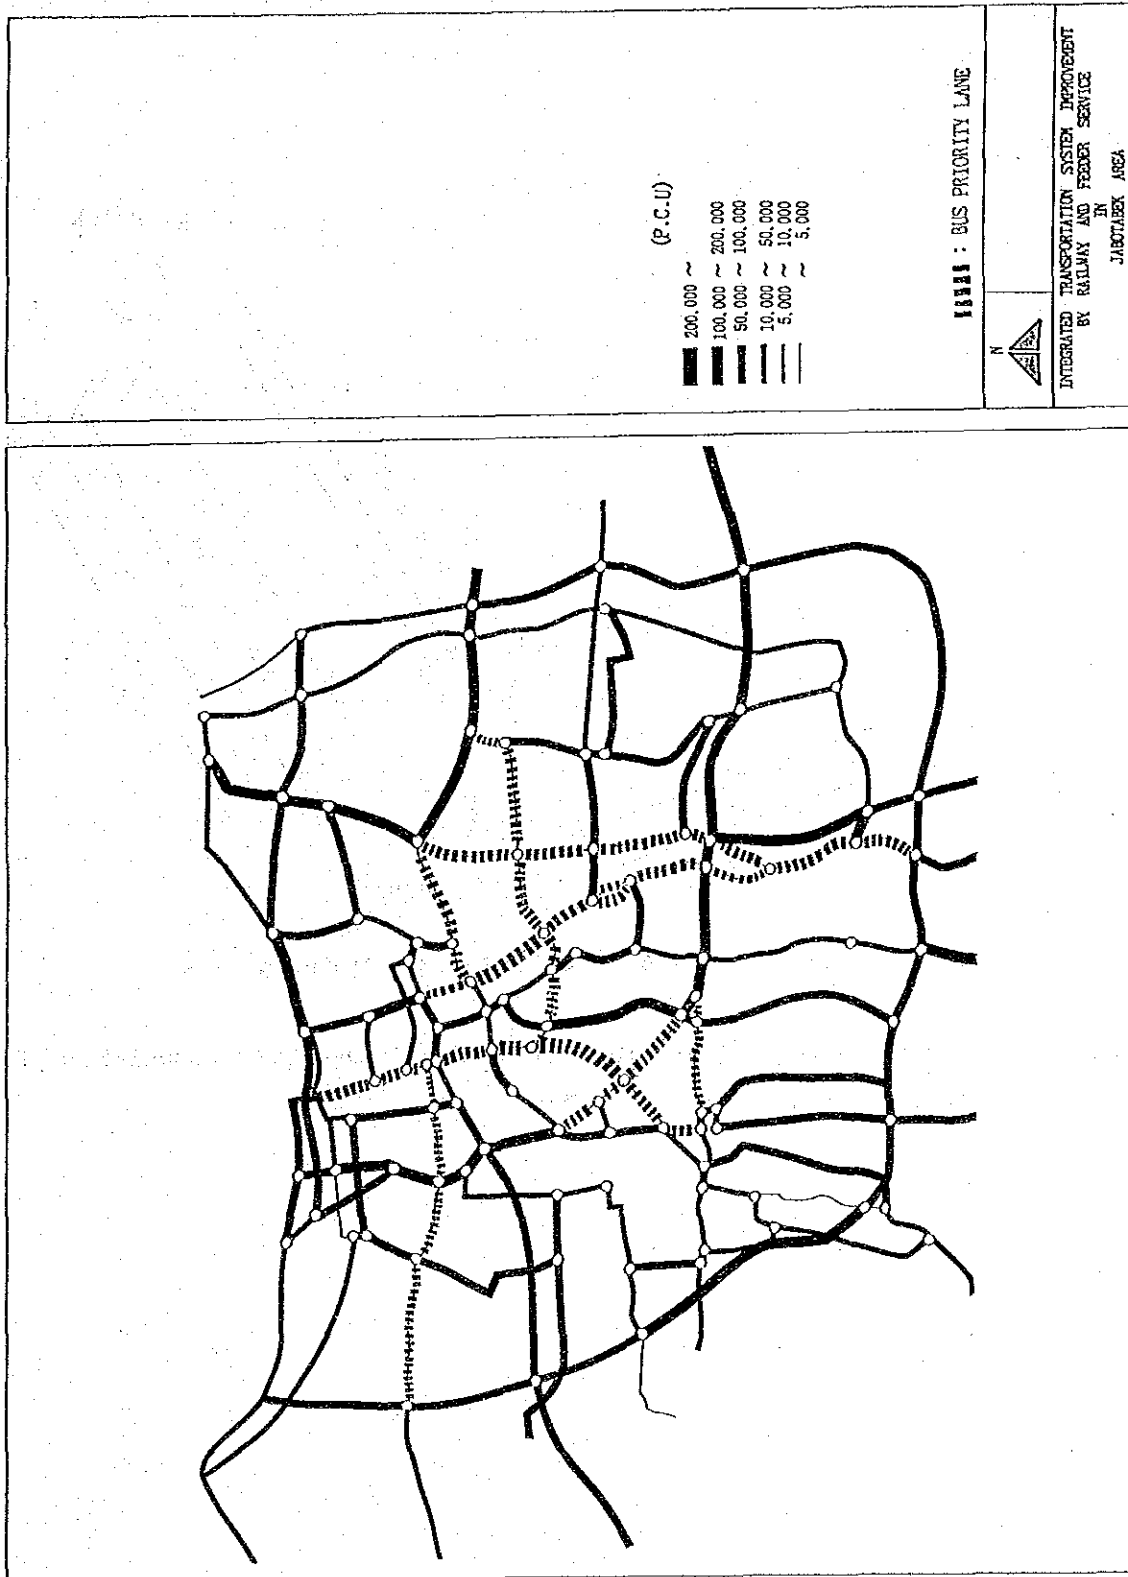 (P.C.U)
200.000 ~
100.000 ~ 200.000
50.000 ~ 100.000
10.000 ~ 50.000
5.000 ~ 10.000
~ 5.000
: BUS PRIORITY LANE
N
INTEGRATED TRANSPORTATION SYSTEM IMPROVEMENT
BY RAILWAY AND FEEDER SERVICE
IN
JABOTABEK AREA